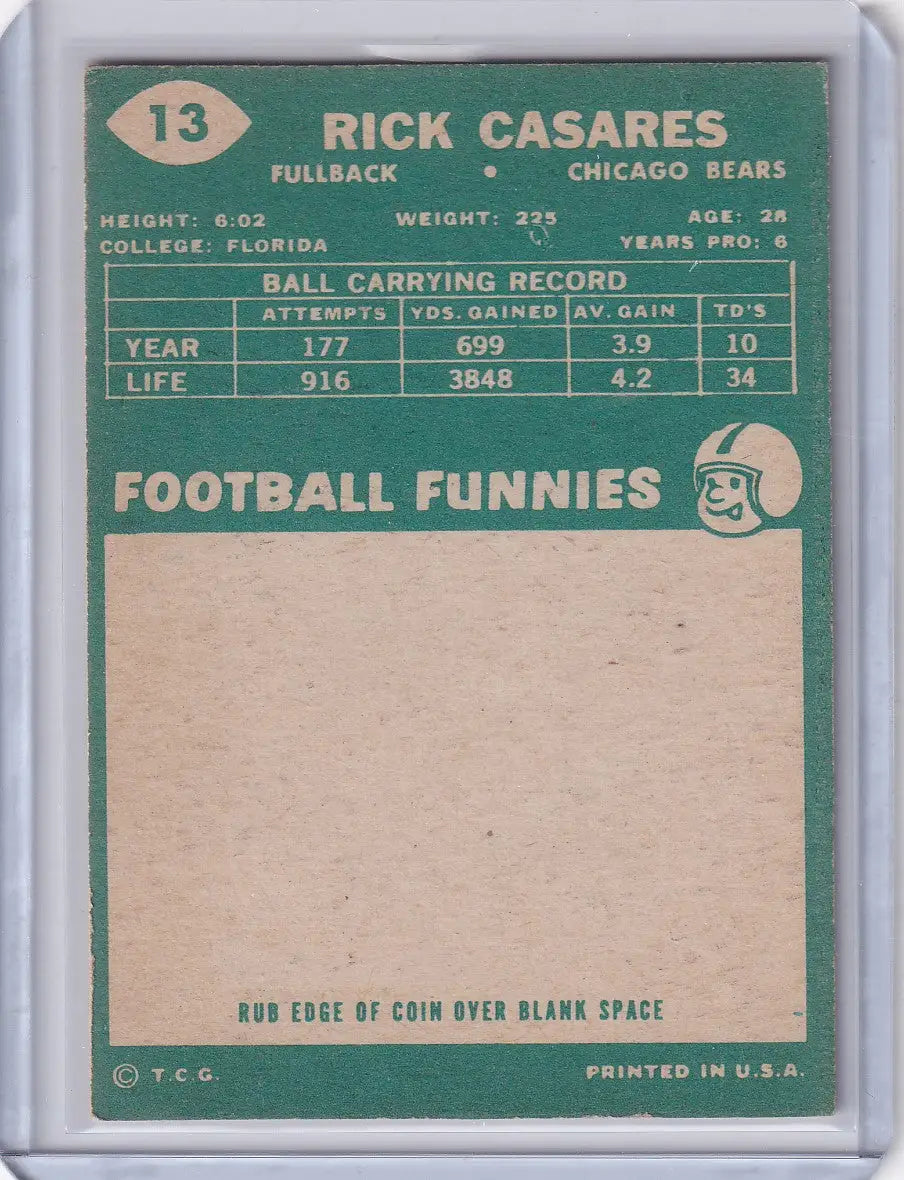 13
RICK CASARES
FULLBACK • CHICAGO BEARS
HEIGHT: 6:02 WEIGHT: 225 AGE: 28
COLLEGE: FLORIDA YEARS PRO: 6
BALL CARRYING RECORD
ATTEMPTS YDS. GAINED AV. GAIN TD'S
YEAR 177 699 3.9 10
LIFE 916 3848 4.2 34
FOOTBALL FUNNIES
RUB EDGE OF COIN OVER BLANK SPACE
© T.C.G. PRINTED IN U.S.A.